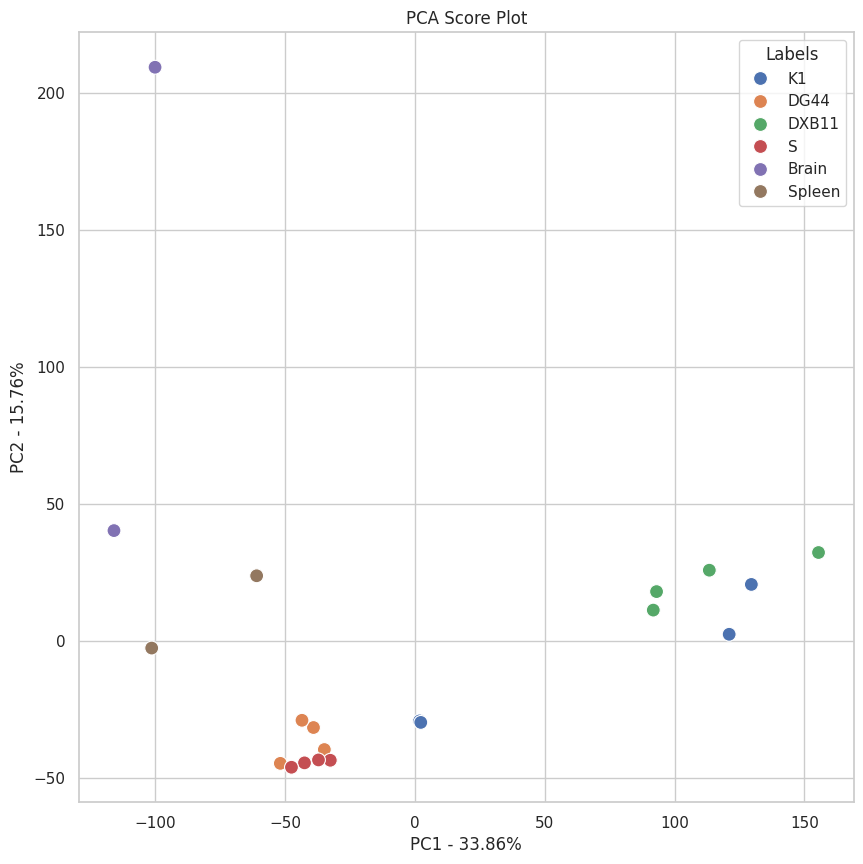 PCA Score Plot
Labels
K1
DG44
DXB11
S
Brain
Spleen
200
150
100
50
0
−50
PC2 - 15.76%
−100
−50
0
50
100
150
PC1 - 33.86%